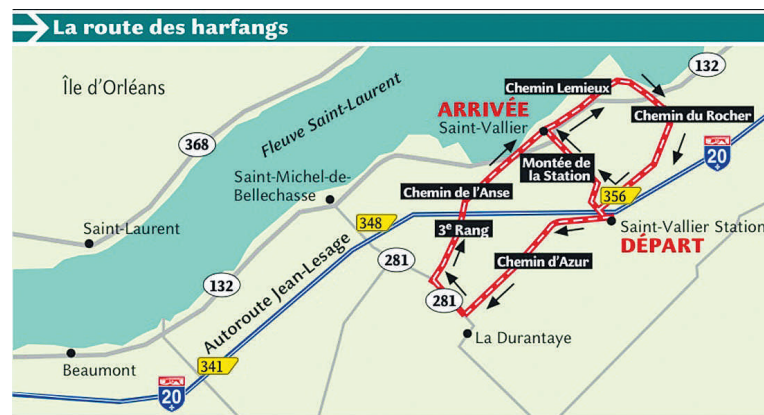 La route des harfangs
Île d'Orléans
Fleuve Saint-Laurent
132
Chemin Lemieux
ARRIVÉE
Saint-Vallier
Chemin du Rocher
368
20
Montée de
la Station
Saint-Michel-de-
Bellechasse
Chemin de l'Anse
356
348
3e Rang
Saint-Vallier Station
DÉPART
Saint-Laurent
281
Chemin d'Azur
132
Autoroute Jean-Lesage
281
La Durantaye
Beaumont
341
20